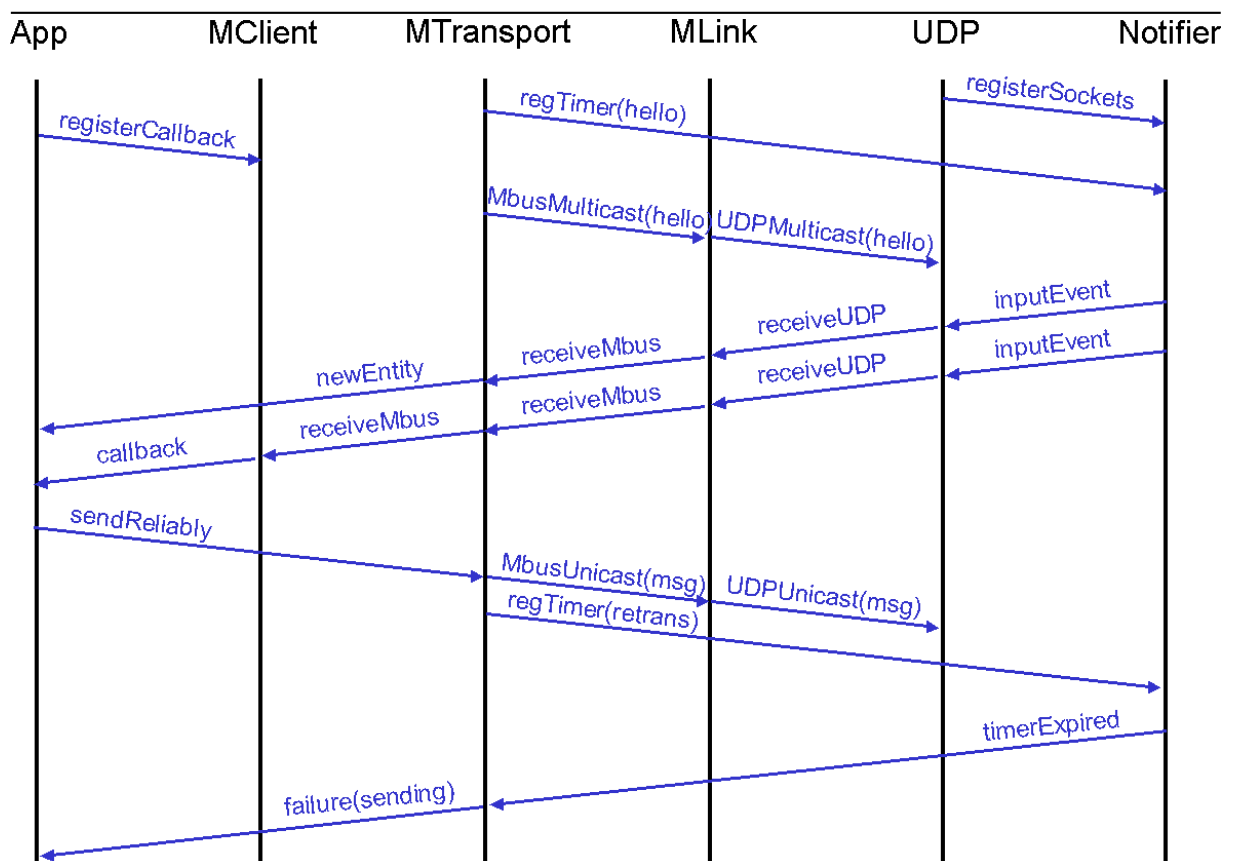 App MClient MTransport MLink UDP Notifier
registerSockets
regTimer(hello)
registerCallback
MbusMulticast(hello) UDPMulticast(hello)
inputEvent
receiveUDP
receiveMbus
newEntity
inputEvent
receiveUDP
receiveMbus
receiveMbus
callback
sendReliably
MbusUnicast(msg) UDPUnicast(msg)
regTimer(retrans)
timerExpired
failure(sending)